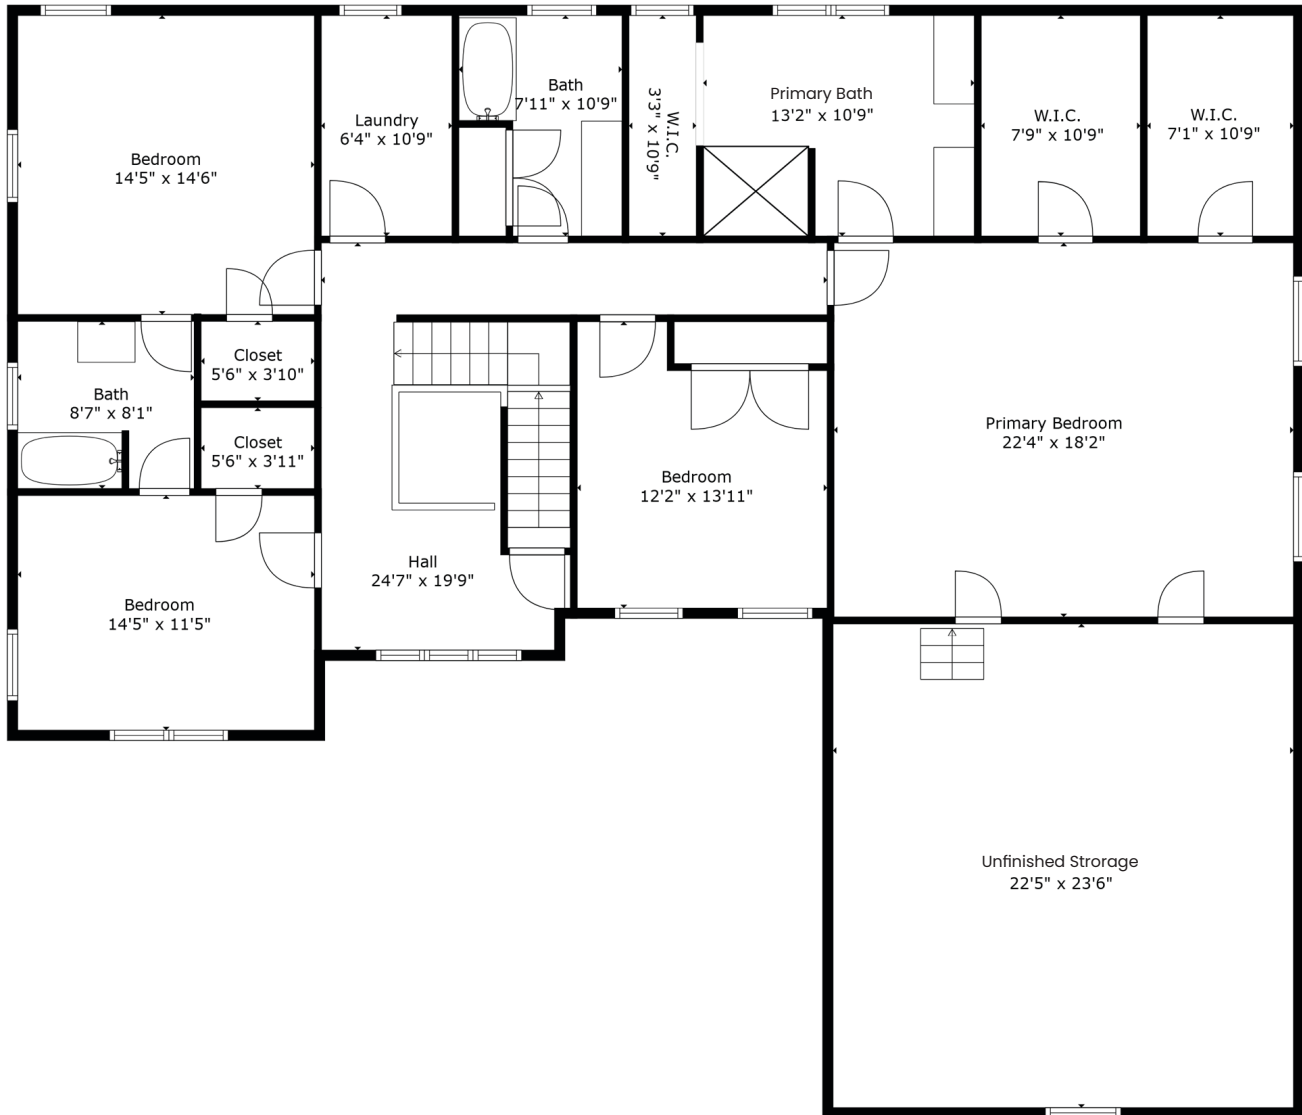 Bedroom
14'5" x 14'6"
Laundry
6'4" x 10'9"
Bath
7'11" x 10'9"
W.I.C.
3'3" x 10'9"
Primary Bath
13'2" x 10'9"
W.I.C.
7'9" x 10'9"
W.I.C.
7'1" x 10'9"
Closet
5'6" x 3'10"
Bath
8'7" x 8'1"
Closet
5'6" x 3'11"
Primary Bedroom
22'4" x 18'2"
Bedroom
12'2" x 13'11"
Hall
24'7" x 19'9"
Bedroom
14'5" x 11'5"
Unfinished Strorage
22'5" x 23'6"